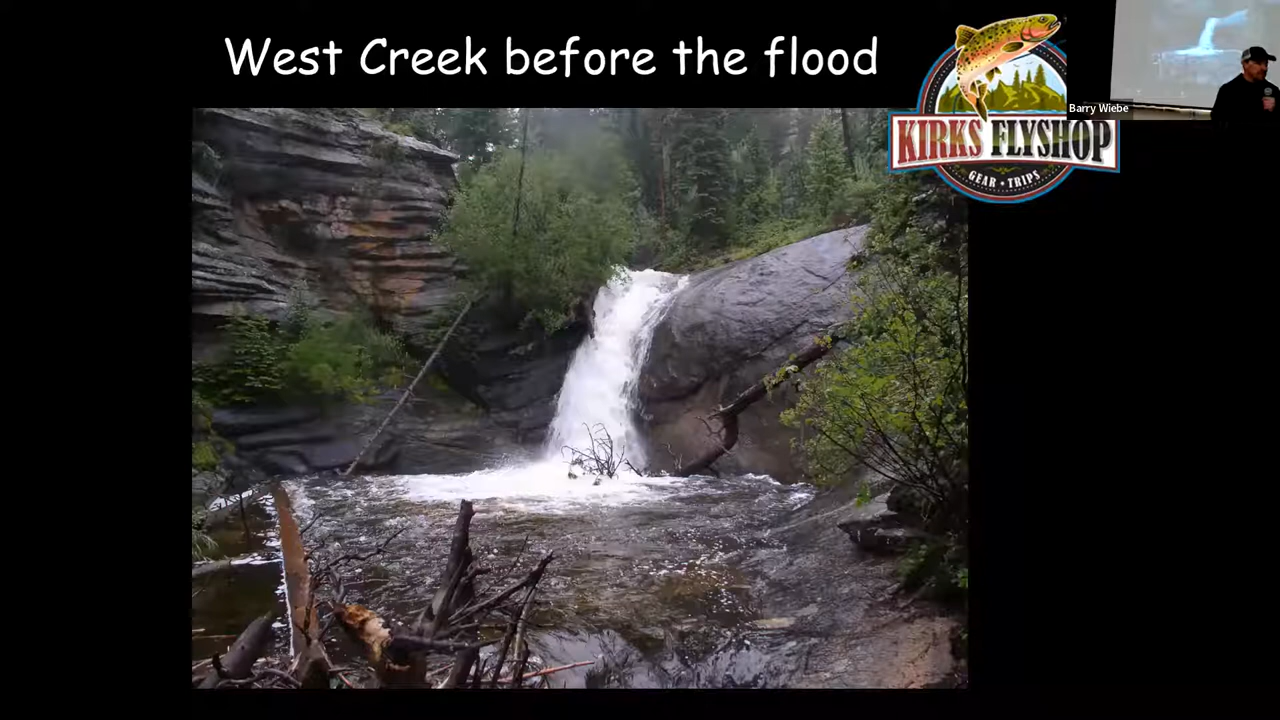 West Creek before the flood
Barry Wiebe
KIRKS FLYSHOP
GEAR • TRIPS